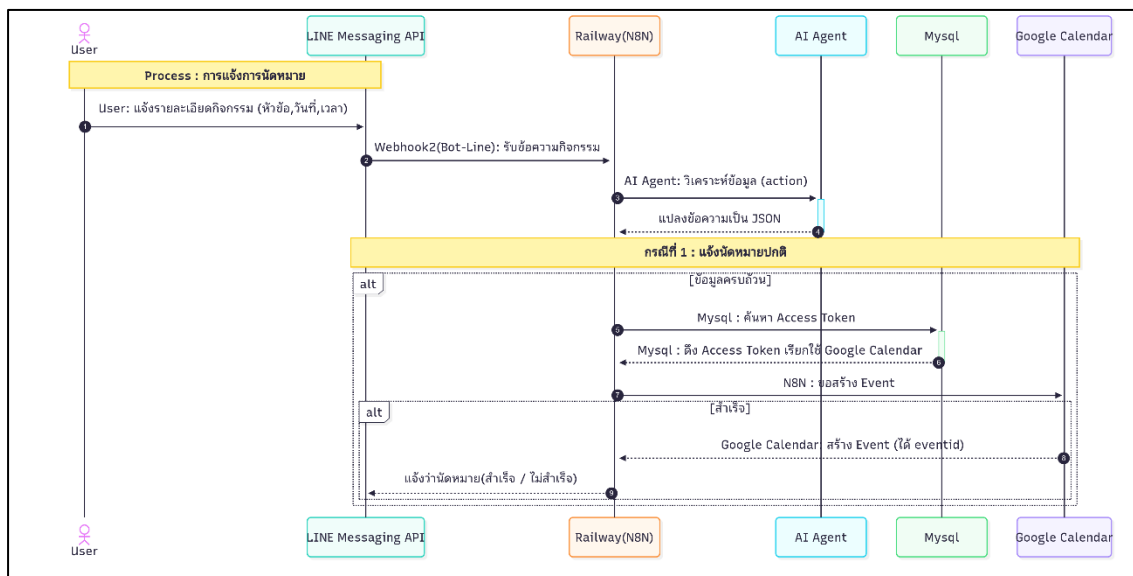 User
LINE Messaging API
Railway(N8N)
AI Agent
Mysql
Google Calendar
Process : การแจ้งการนัดหมาย
User: แจ้งรายละเอียดกิจกรรม (หัวข้อ,วันที่,เวลา)
1
Webhook2(Bot-Line): รับข้อความกิจกรรม
2
AI Agent: วิเคราะห์ข้อมูล (action)
3
แปลงข้อความเป็น JSON
4
กรณีที่ 1 : แจ้งนัดหมายปกติ
alt
[ข้อมูลครบถ้วน]
Mysql : ค้นหา Access Token
5
Mysql : ดึง Access Token เรียกใช้ Google Calendar
6
N8N : ขอสร้าง Event
7
alt
[สำเร็จ]
Google Calendar: สร้าง Event (ได้ eventid)
8
แจ้งว่านัดหมาย(สำเร็จ / ไม่สำเร็จ)
9
User
LINE Messaging API
Railway(N8N)
AI Agent
Mysql
Google Calendar